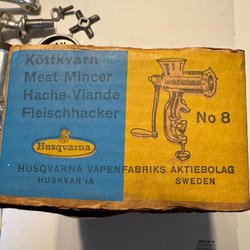 Köttkvarn
Meat Mincer
Hache-Viande
Fleischhacker
No 8
Husqvarna
HUSQVARNA VAPENFABRIKS AKTIEBOLAG
HUSKVARNA SWEDEN